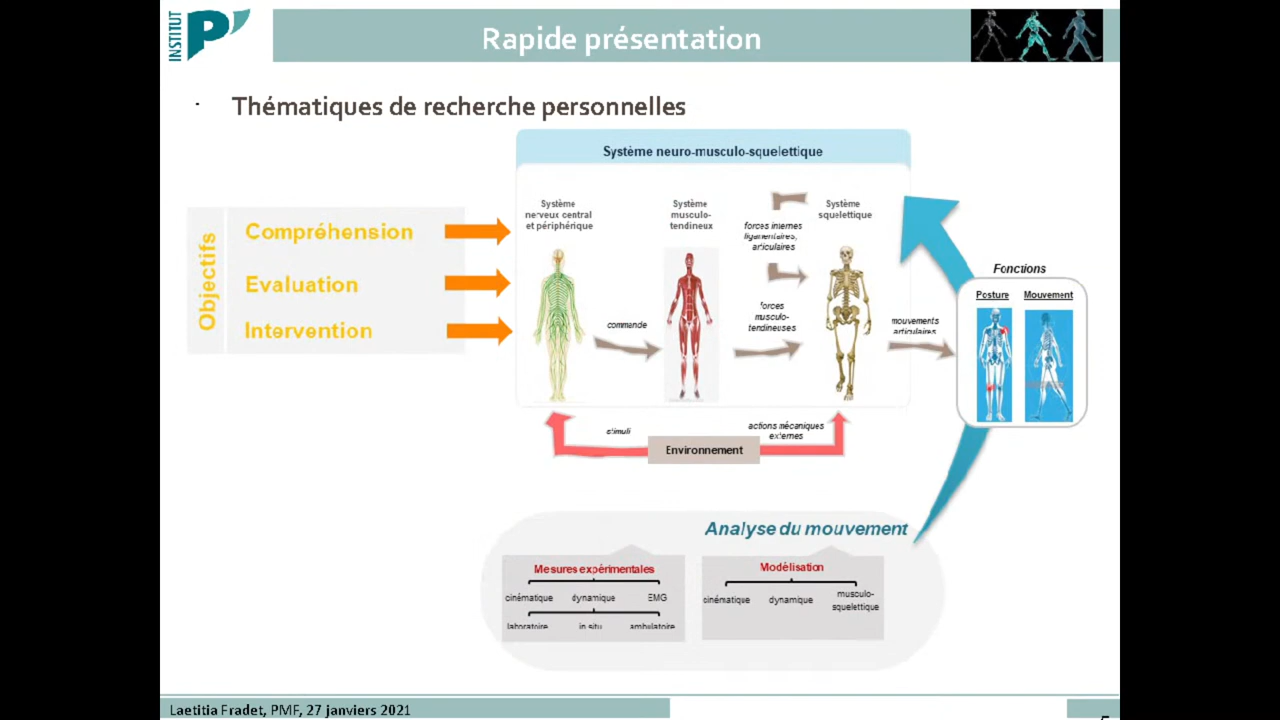 INSTITUT
P'
Rapide présentation
Thématiques de recherche personnelles
Système neuro-musculo-squelettique
Objectifs
Compréhension
Evaluation
Intervention
Système
nerveux central
et périphérique
Système
musculo-
tendineux
Système
squelettique
forces internes
ligamentaires,
articulaires
commande
forces
musculo-
tendineuses
mouvements
articulaires
Fonctions
Posture
Mouvement
stimuli
actions mécaniques
externes
Environnement
Analyse du mouvement
Mesures expérimentales
cinématique
dynamique
EMG
laboratoire
in situ
ambulatoire
Modélisation
cinématique
dynamique
musculo-
squelettique
Laetitia Fradet, PMF, 27 janviers 2021